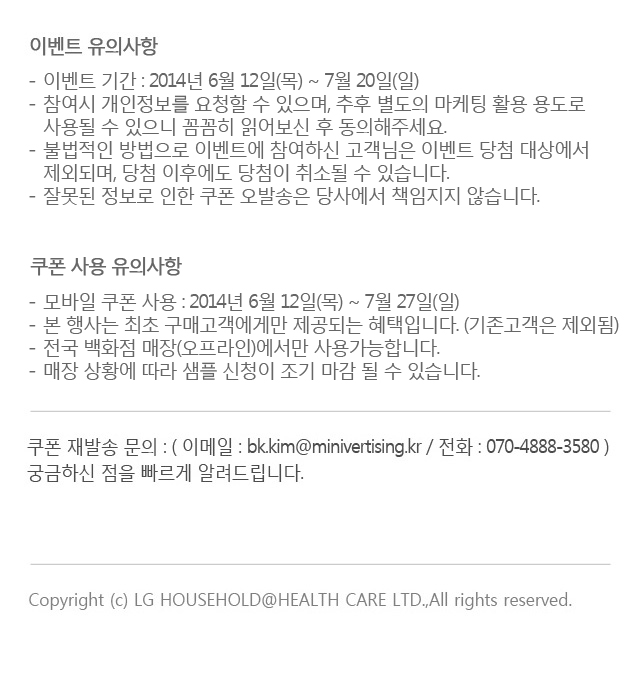 이벤트 유의사항
- 이벤트 기간 : 2014년 6월 12일(목) ~ 7월 20일(일)
- 참여시 개인정보를 요청할 수 있으며, 추후 별도의 마케팅 활용 용도로
사용될 수 있으니 꼼꼼히 읽어보신 후 동의해주세요.
- 불법적인 방법으로 이벤트에 참여하신 고객님은 이벤트 당첨 대상에서
제외되며, 당첨 이후에도 당첨이 취소될 수 있습니다.
- 잘못된 정보로 인한 쿠폰 오발송은 당사에서 책임지지 않습니다.
쿠폰 사용 유의사항
- 모바일 쿠폰 사용 : 2014년 6월 12일(목) ~ 7월 27일(일)
- 본 행사는 최초 구매고객에게만 제공되는 혜택입니다. (기존고객은 제외됨)
- 전국 백화점 매장(오프라인)에서만 사용가능합니다.
- 매장 상황에 따라 샘플 신청이 조기 마감 될 수 있습니다.
쿠폰 재발송 문의 : ( 이메일 : bk.kim@minivertising.kr / 전화 : 070-4888-3580 )
궁금하신 점을 빠르게 알려드립니다.
Copyright (c) LG HOUSEHOLD@HEALTH CARE LTD.,All rights reserved.